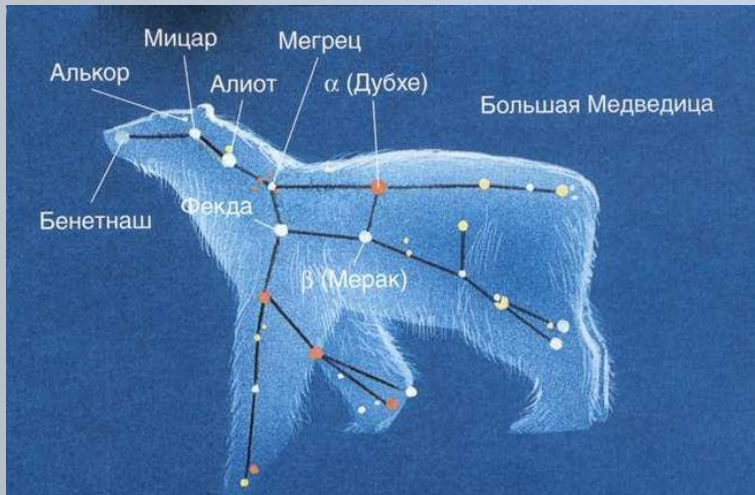 Мицар
Мегрец
Алькор
Алиот
α (Дубхе)
Большая Медведица
Бенетнаш
Фекда
β (Мерак)